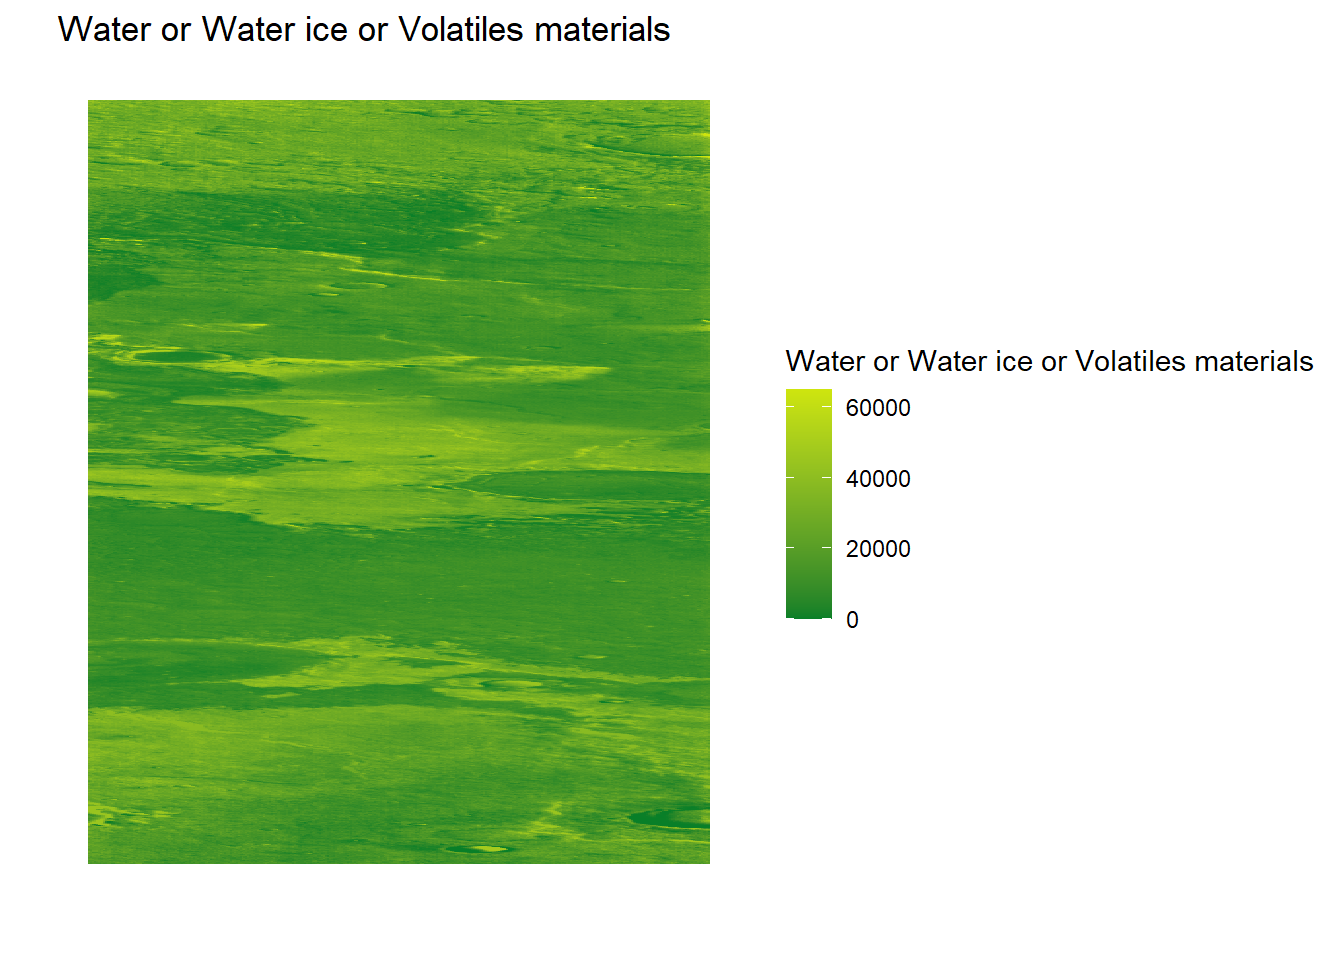 Water or Water ice or Volatiles materials
Water or Water ice or Volatiles materials
60000
40000
20000
0